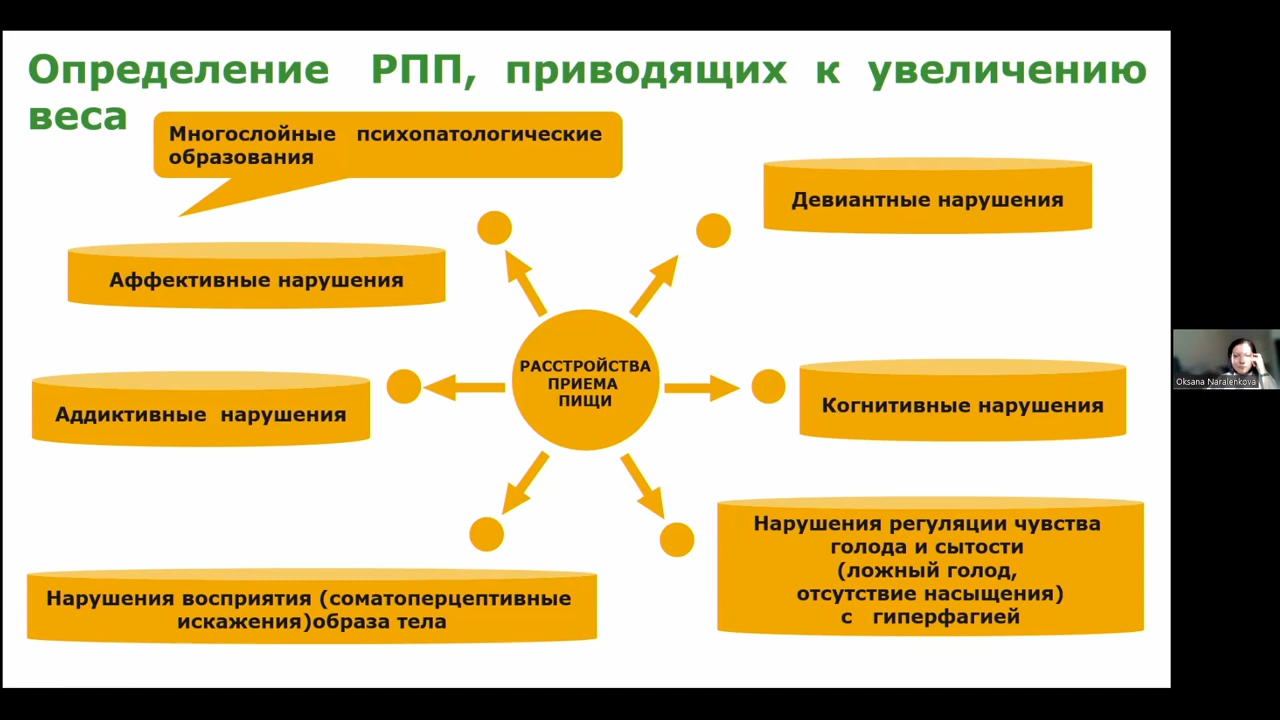 Определение РПП, приводящих к увеличению
веса
Многослойные психопатологические
образования
Девиантные нарушения
Аффективные нарушения
РАССТРОЙСТВА
ПРИЕМА
ПИЩИ
Аддиктивные нарушения
Когнитивные нарушения
Нарушения регуляции чувства
голода и сытости
(ложный голод,
отсутствие насыщения)
с гиперфагией
Нарушения восприятия (соматоперцептивные
искажения)образа тела
Oksana Naralenkova